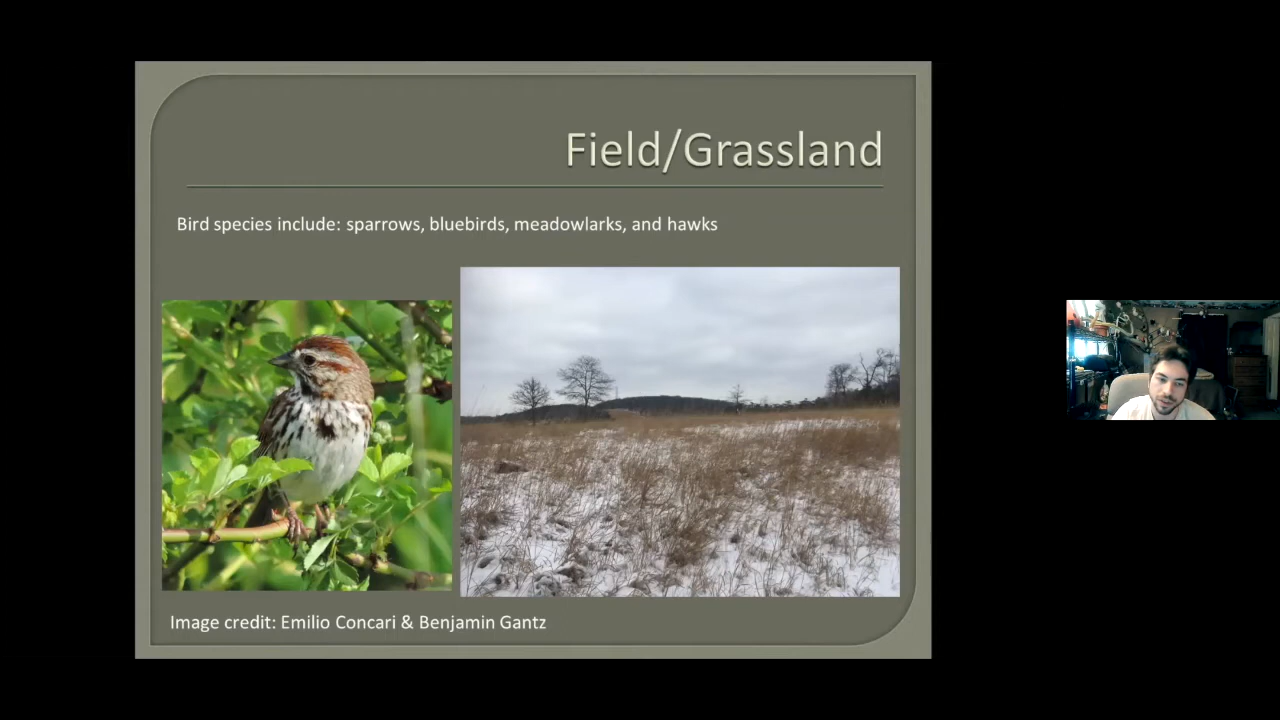 Field/Grassland
Bird species include: sparrows, bluebirds, meadowlarks, and hawks
Image credit: Emilio Concari & Benjamin Gantz